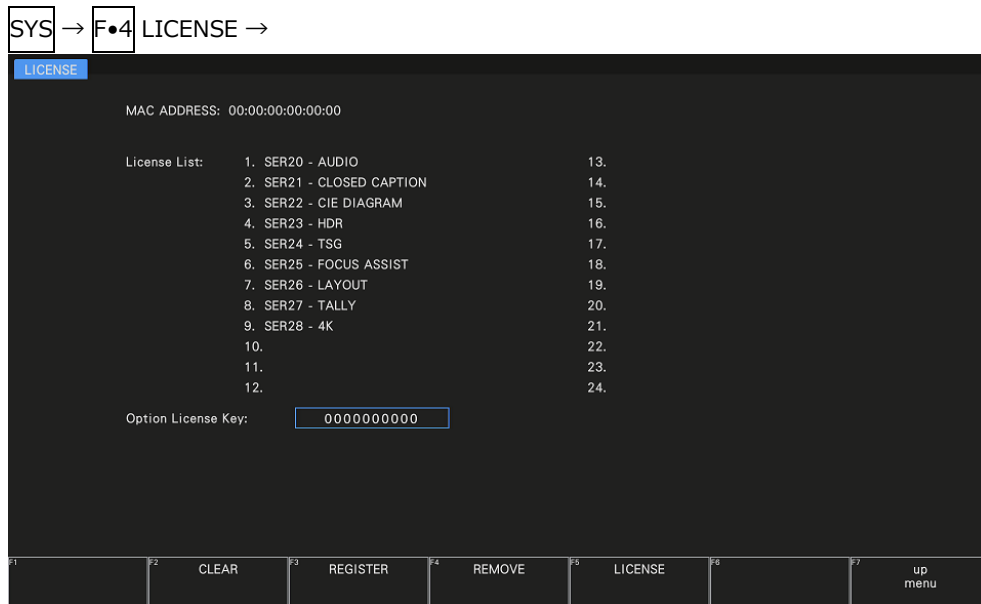 SYS → F•4 LICENSE →
LICENSE
MAC ADDRESS: 00:00:00:00:00:00
License List: 1. SER20 - AUDIO 13.
2. SER21 - CLOSED CAPTION 14.
3. SER22 - CIE DIAGRAM 15.
4. SER23 - HDR 16.
5. SER24 - TSG 17.
6. SER25 - FOCUS ASSIST 18.
7. SER26 - LAYOUT 19.
8. SER27 - TALLY 20.
9. SER28 - 4K 21.
10. 22.
11. 23.
12. 24.
Option License Key: 0000000000
F1 F2 CLEAR F3 REGISTER F4 REMOVE F5 LICENSE F6 F7 up
menu